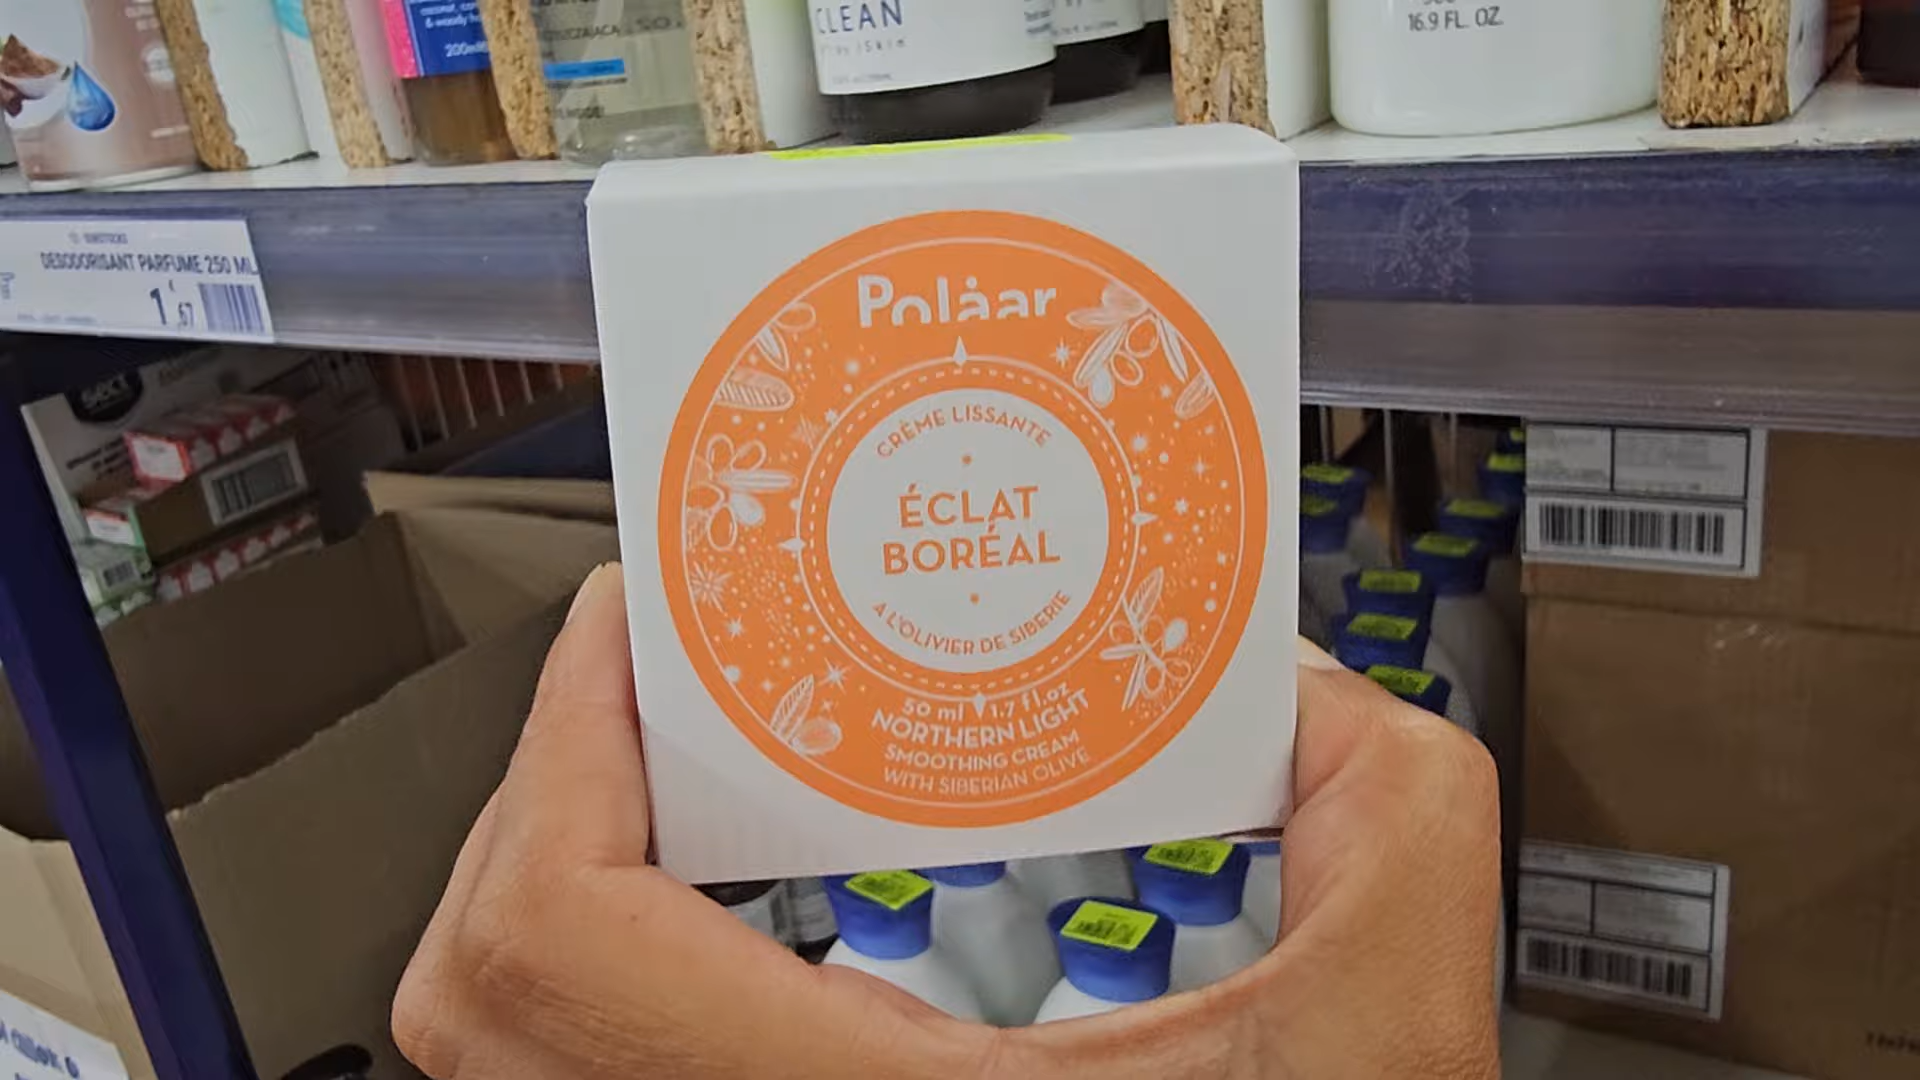 200ml
CLEAN
16.9 FL. OZ.
DESODORISANT PARFUME 250 ML
1€,67
Polåar
CRÈME LISSANTE
ÉCLAT
BORÉAL
A L'OLIVIER DE SIBERIE
50 ml 1.7 fl.oz
NORTHERN LIGHT
SMOOTHING CREAM
WITH SIBERIAN OLIVE